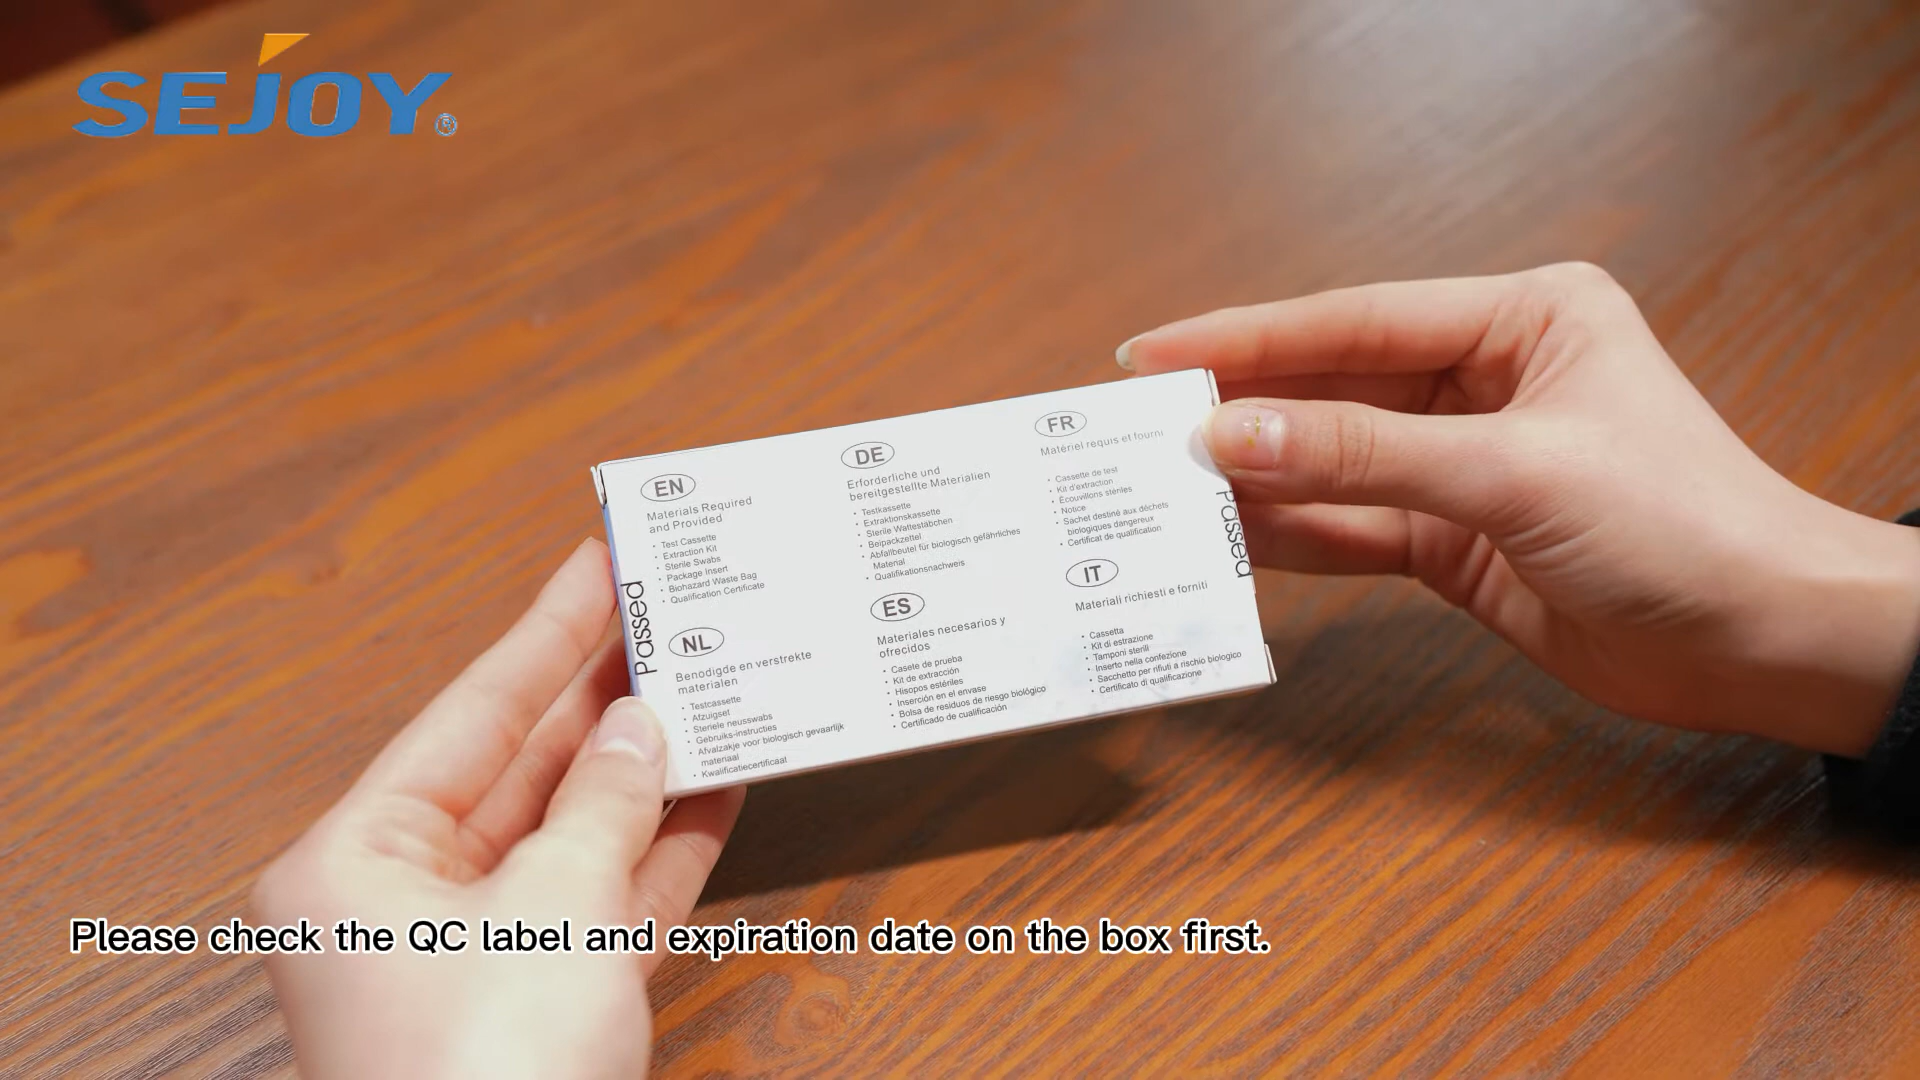 SEJOY®
EN
Materials Required
and Provided
• Test Cassette
• Extraction Kit
• Sterile Swabs
• Package Insert
• Biohazard Waste Bag
• Qualification Certificate
DE
Erforderliche und
bereitgestellte Materialien
• Testkassette
• Extraktionskassette
• Sterile Wattestäbchen
• Beipackzettel
• Abfallbeutel für biologisch gefährliches
Material
• Qualifikationsnachweis
FR
Matériel requis et fourni
• Cassette de test
• Kit d'extraction
• Écouvillons stériles
• Notice
• Sachet destiné aux déchets
biologiques dangereux
• Certificat de qualification
NL
Benodigde en verstrekte
materialen
• Testcassette
• Afzuigset
• Steriele neusswabs
• Gebruiks-instructies
• Afvalzakje voor biologisch gevaarlijk
materiaal
• Kwalificatiecertificaat
ES
Materiales necesarios y
ofrecidos
• Casete de prueba
• Kit de extracción
• Hisopos estériles
• Inserción en el envase
• Bolsa de residuos de riesgo biológico
• Certificado de cualificación
IT
Materiali richiesti e forniti
• Cassetta
• Kit di estrazione
• Tamponi sterili
• Inserto nella confezione
• Sacchetto per rifiuti a rischio biologico
• Certificato di qualificazione
Passed
Passed
Please check the QC label and expiration date on the box first.